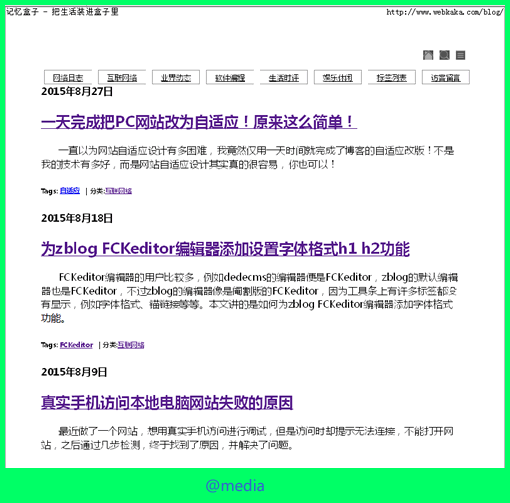 记忆盒子 - 把生活装进盒子里
http://www.webkaka.com/blog/
网络日志 互联网络 业界动态 软件编程 生活时评 娱乐休闲 标签列表 访客留言
2015年8月27日
一天完成把PC网站改为自适应！原来这么简单！
一直以为网站自适应设计有多困难，我竟然仅用一天时间就完成了博客的自适应改版！不是
我的技术有多好，而是网站自适应设计其实真的很容易，你也可以！
Tags: 自适应 | 分类:互联网络
2015年8月18日
为zblog FCKeditor编辑器添加设置字体格式h1 h2功能
FCKeditor编辑器的用户比较多，例如dedecms的编辑器便是FCKeditor，zblog的默认编辑
器也是FCKeditor，不过zblog的编辑器像是阉割版的FCKeditor，因为工具条上有许多标签都没
有显示，例如字体格式、锚链接等等。本文讲的是如何为zblog FCKeditor编辑器添加字体格式
功能。
Tags: FCKeditor | 分类:互联网络
2015年8月9日
真实手机访问本地电脑网站失败的原因
最近做了一个网站，想用真实手机访问进行调试，但是访问时却提示无法连接，不能打开网
站，之后通过几步检测，终于找到了原因，并解决了问题。
@media